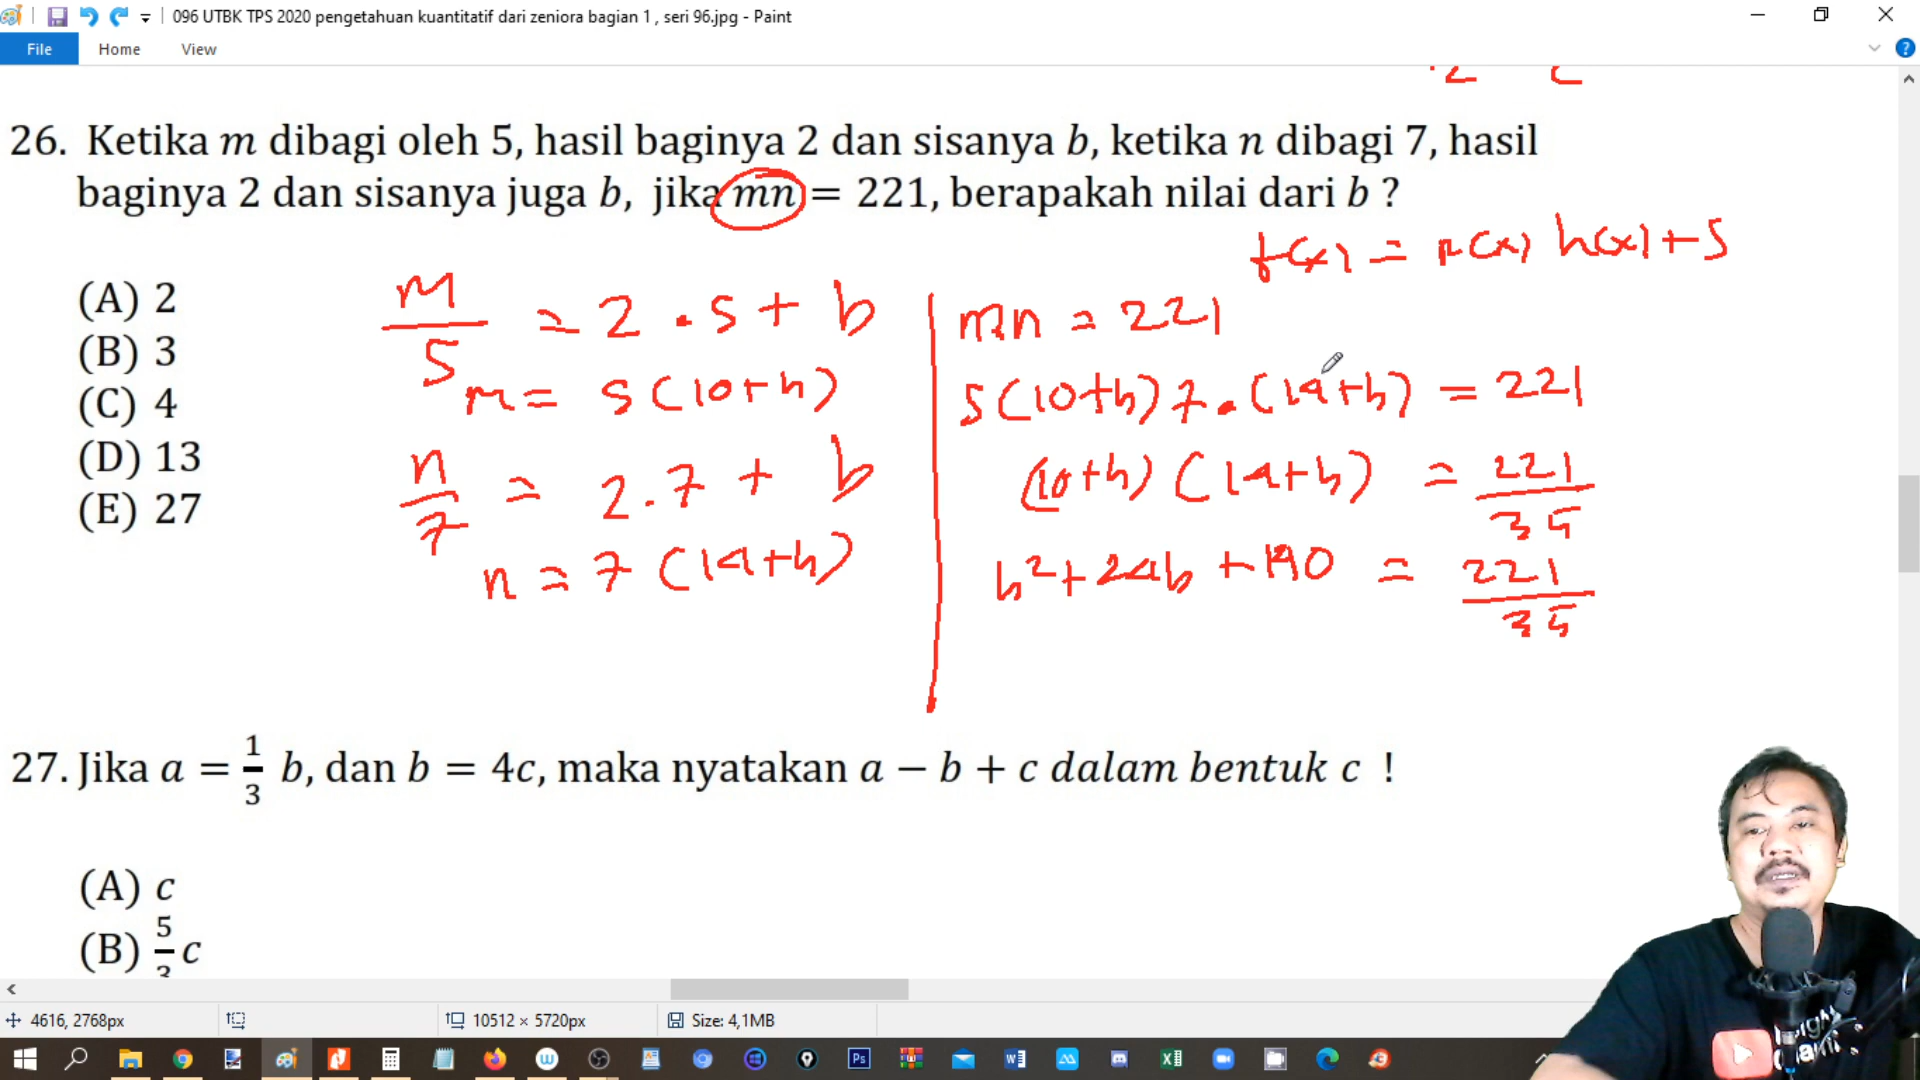 096 UTBK TPS 2020 pengetahuan kuantitatif dari zeniora bagian 1 , seri 96.jpg - Paint
File Home View
26. Ketika m dibagi oleh 5, hasil baginya 2 dan sisanya b, ketika n dibagi 7, hasil
baginya 2 dan sisanya juga b, jika mn = 221, berapakah nilai dari b ?
f(x) = p(x) h(x) + S
(A) 2
(B) 3
(C) 4
(D) 13
(E) 27
m/5 = 2 . 5 + b
m = 5 (10+b)
n/7 = 2.7 + b
n = 7 (14+b)
mn = 221
5(10+b) 7.(14+b) = 221
(10+b) (14+b) = 221/35
b²+24b+140 = 221/35
27. Jika a = 1/3 b, dan b = 4c, maka nyatakan a − b + c dalam bentuk c !
(A) c
(B) 5/3 c
4616, 2768px
10512 × 5720px
Size: 4,1MB